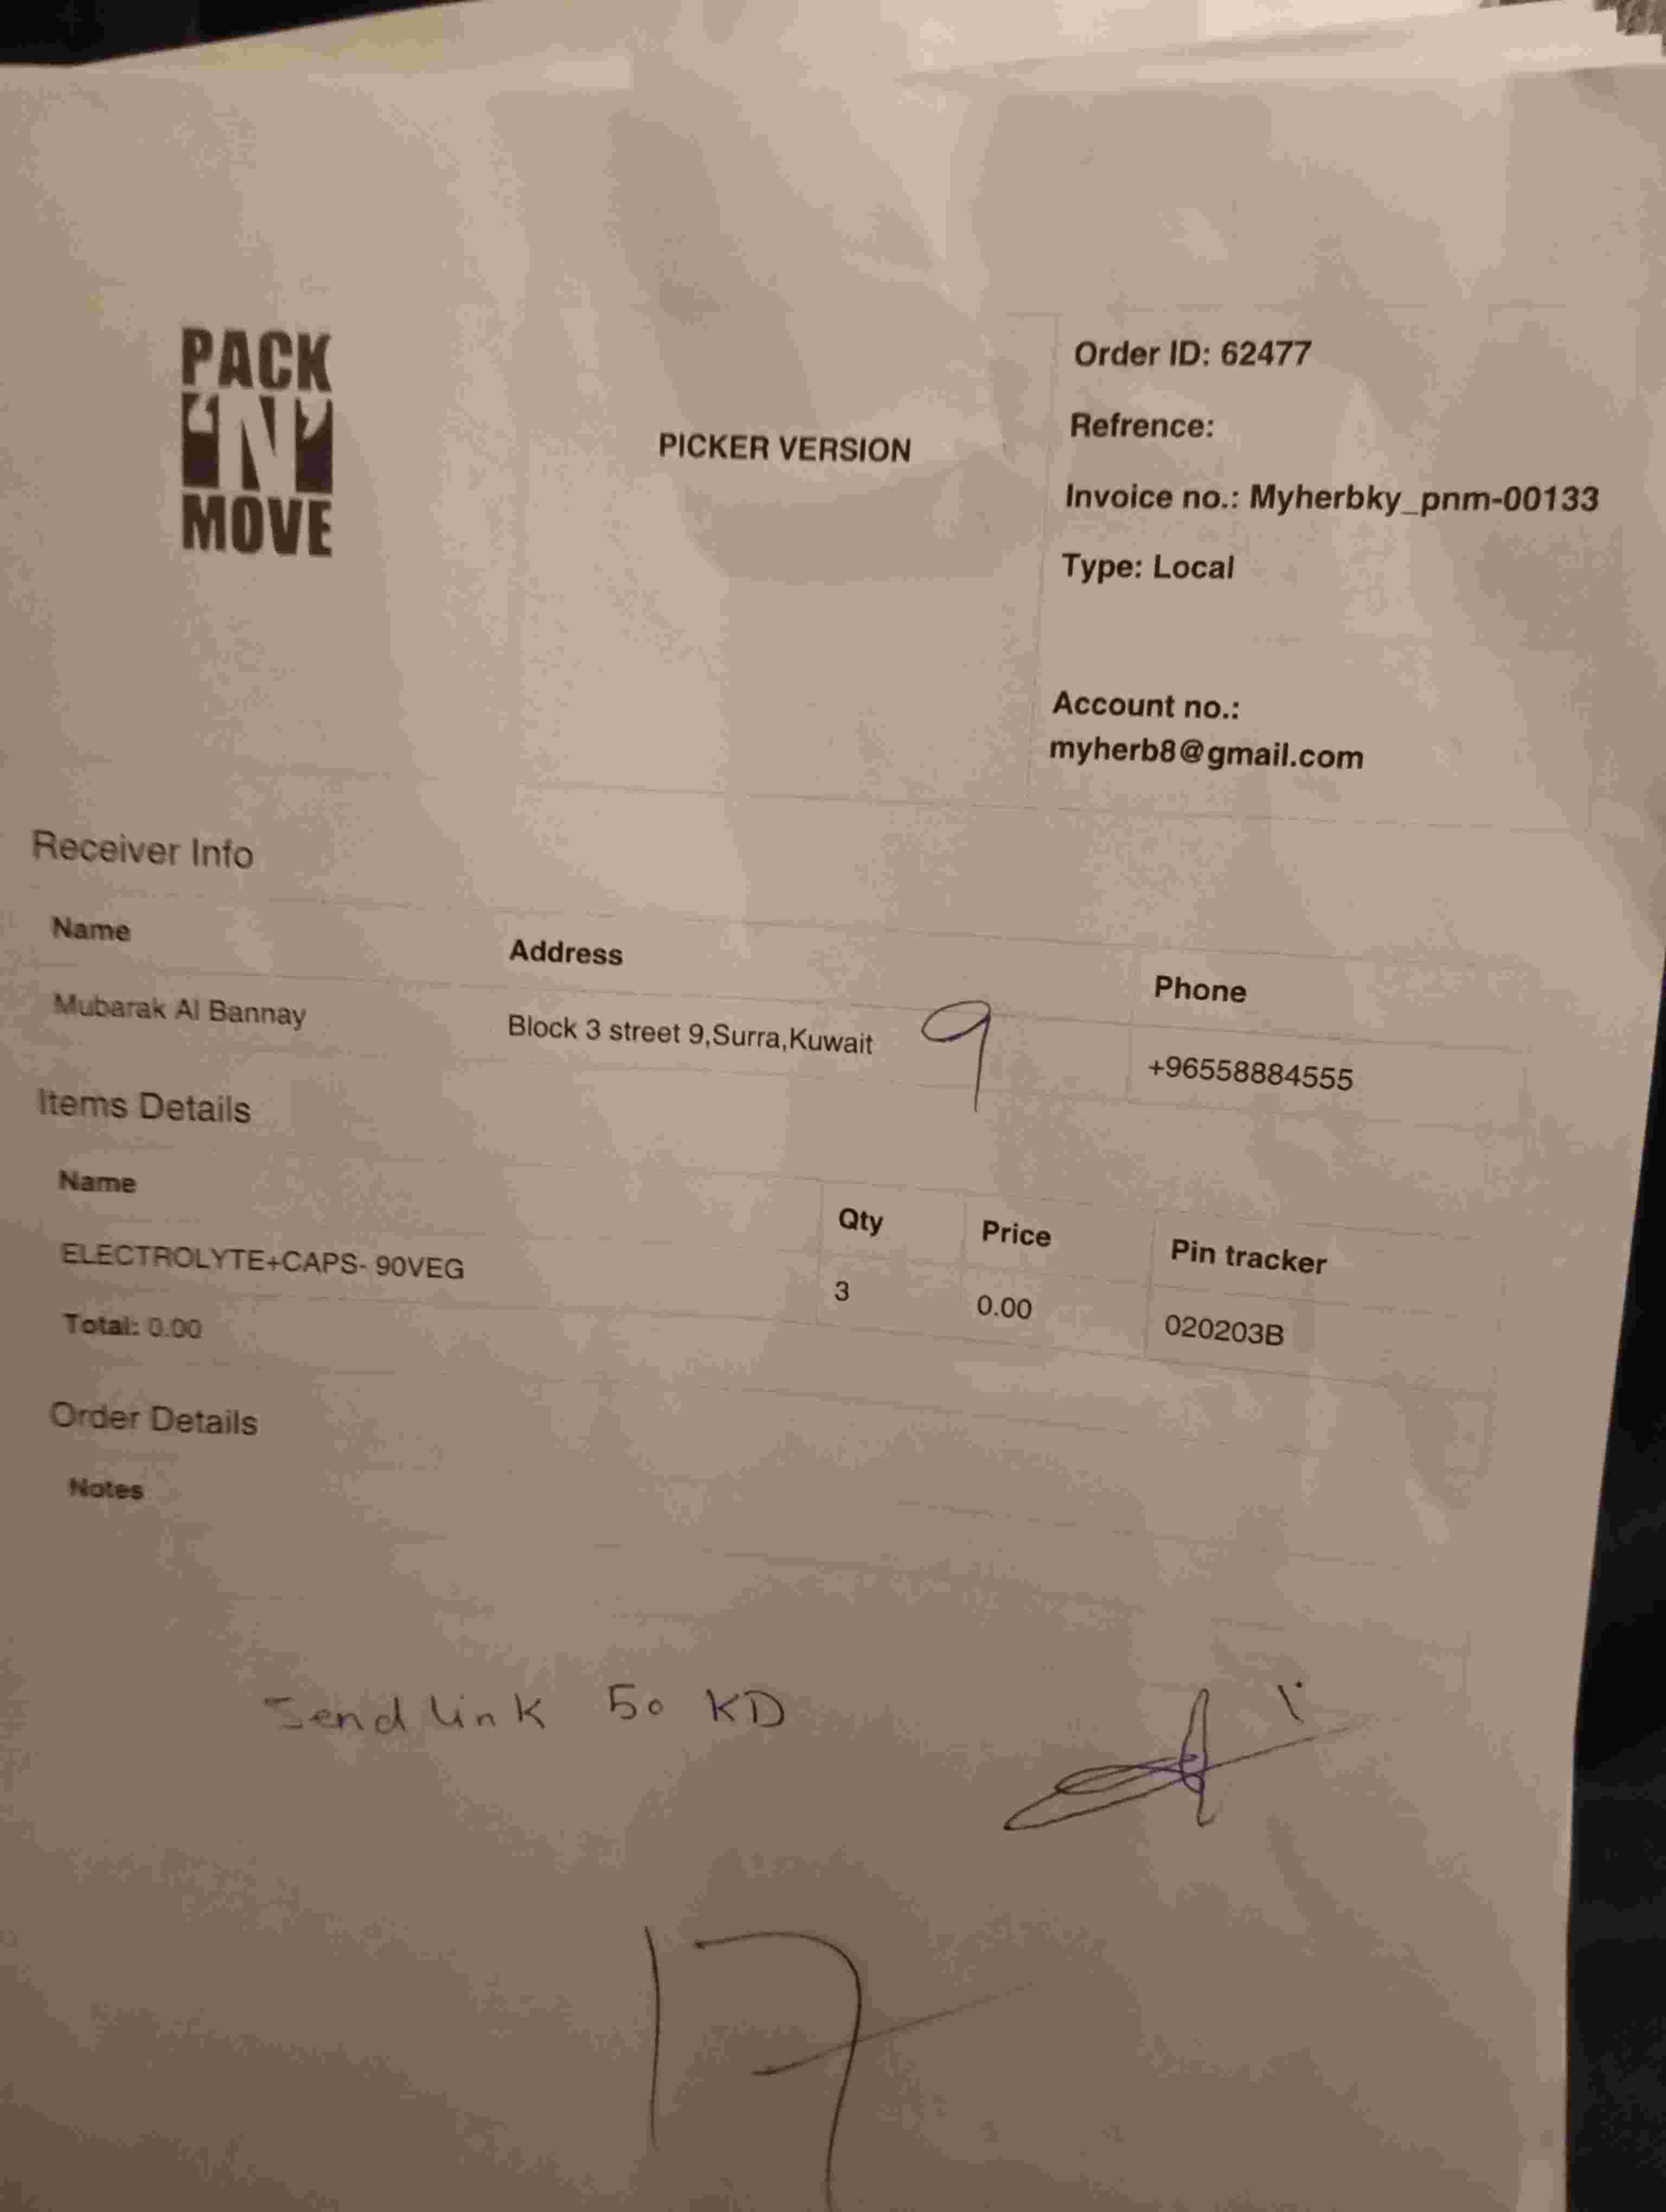 PACK
'N'
MOVE
PICKER VERSION
Order ID: 62477
Refrence:
Invoice no.: Myherbky_pnm-00133
Type: Local
Account no.:
myherb8@gmail.com
Receiver Info
Name Address Phone
Mubarak Al Bannay Block 3 street 9,Surra,Kuwait 9 +96558884555
Items Details
Name Qty Price Pin tracker
ELECTROLYTE+CAPS- 90VEG 3 0.00 020203B
Total: 0.00
Order Details
Notes
Send link 50 KD
17